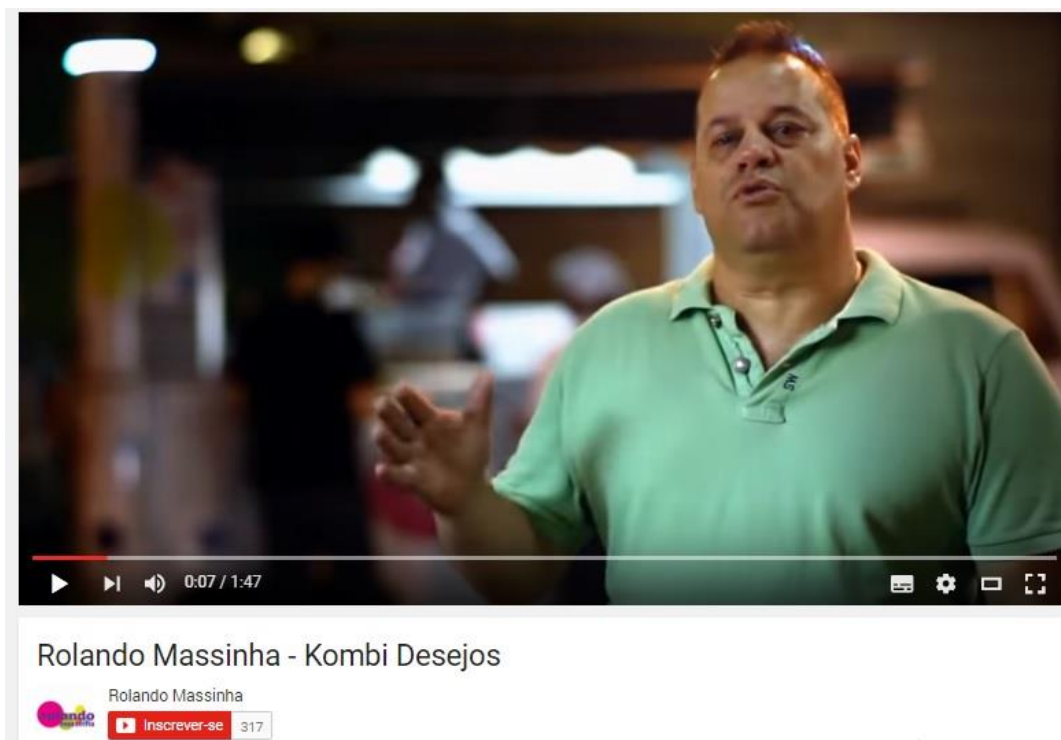 0:07 / 1:47
Rolando Massinha - Kombi Desejos
Rolando Massinha
Inscrever-se 317